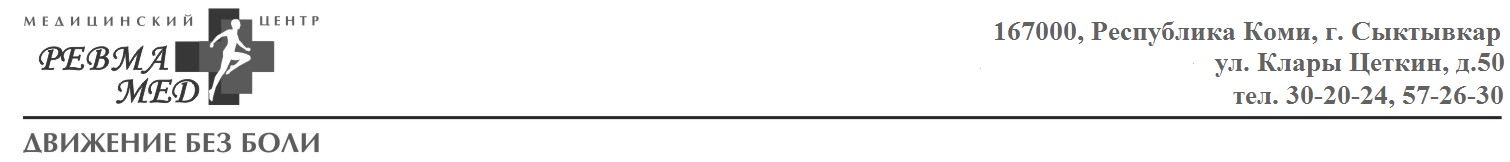 МЕДИЦИНСКИЙ ЦЕНТР
РЕВМА
МЕД
ДВИЖЕНИЕ БЕЗ БОЛИ
167000, Республика Коми, г. Сыктывкар
ул. Клары Цеткин, д.50
тел. 30-20-24, 57-26-30